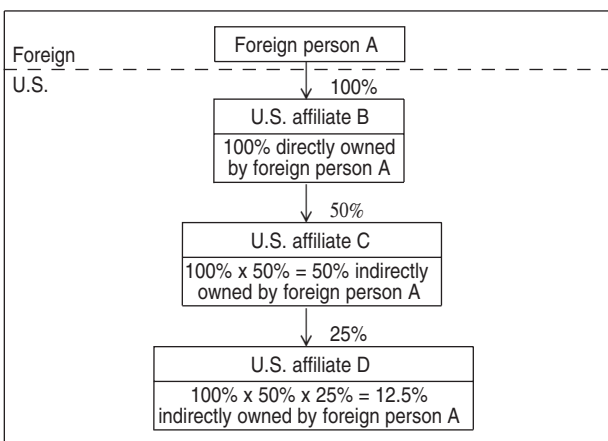 Foreign person A
Foreign
U.S.
100%
U.S. affiliate B
100% directly owned
by foreign person A
50%
U.S. affiliate C
100% x 50% = 50% indirectly
owned by foreign person A
25%
U.S. affiliate D
100% x 50% x 25% = 12.5%
indirectly owned by foreign person A